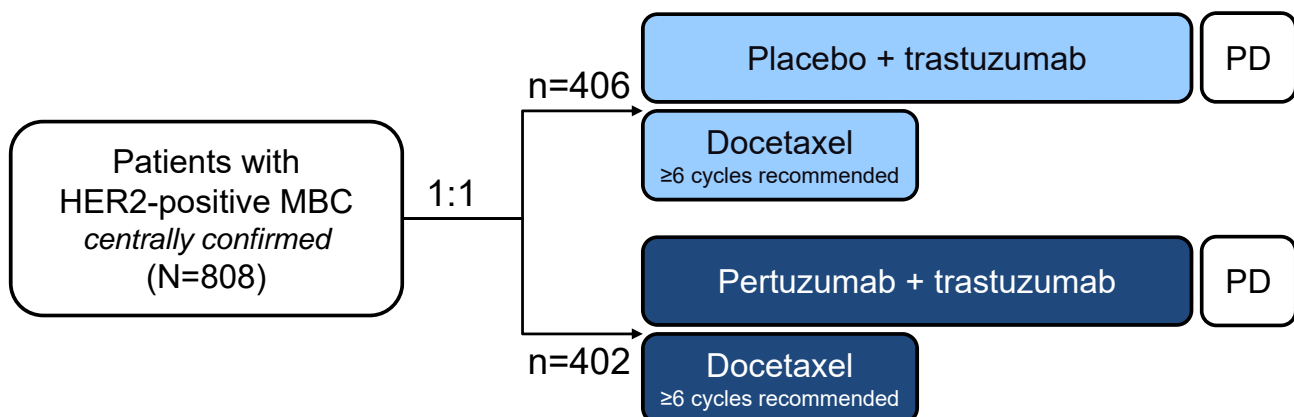 Patients with
HER2-positive MBC
centrally confirmed
(N=808)
1:1
n=406
Placebo + trastuzumab
PD
Docetaxel
≥6 cycles recommended
n=402
Pertuzumab + trastuzumab
PD
Docetaxel
≥6 cycles recommended